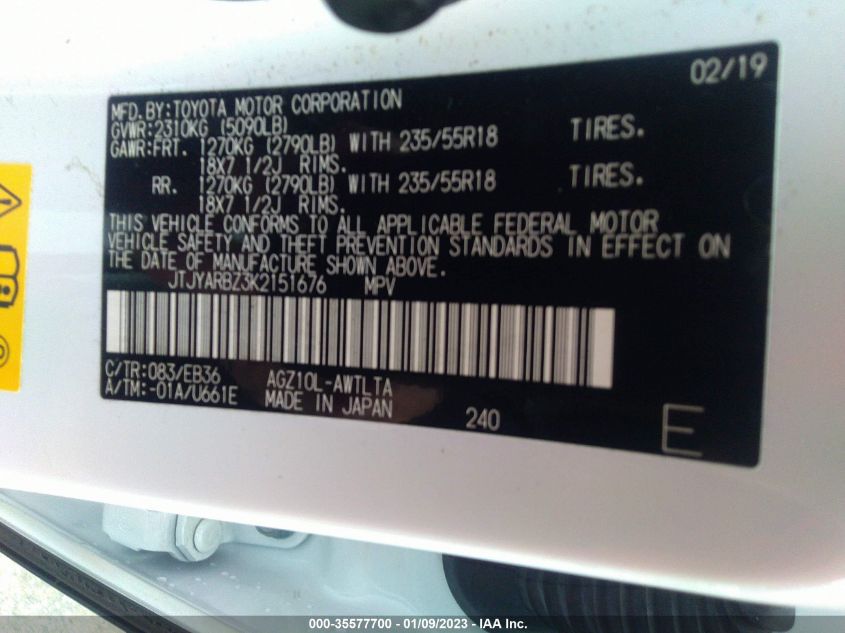 02/19
MFD.BY:TOYOTA MOTOR CORPORATION
GVWR:2310KG (5090LB)
GAWR:FRT. 1270KG (2790LB) WITH 235/55R18 TIRES.
18X7 1/2J RIMS.
RR. 1270KG (2790LB) WITH 235/55R18 TIRES.
18X7 1/2J RIMS.
THIS VEHICLE CONFORMS TO ALL APPLICABLE FEDERAL MOTOR
VEHICLE SAFETY AND THEFT PREVENTION STANDARDS IN EFFECT ON
THE DATE OF MANUFACTURE SHOWN ABOVE.
JTJYARBZ3K2151676 MPV
C/TR:083/EB36 AGZ10L-AWTLTA
A/TM:-01A/U661E MADE IN JAPAN 240 E
000-35577700 - 01/09/2023 - IAA Inc.